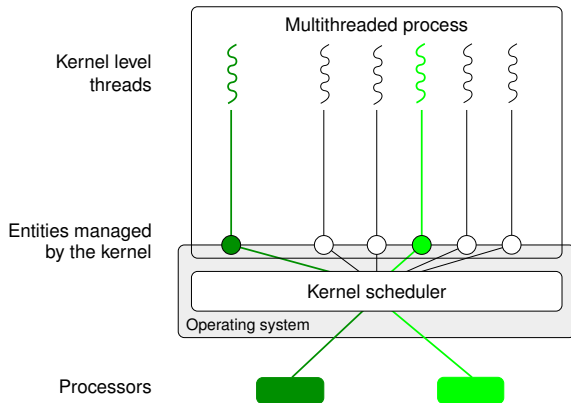 Multithreaded process
Kernel level
threads
Entities managed
by the kernel
Kernel scheduler
Operating system
Processors